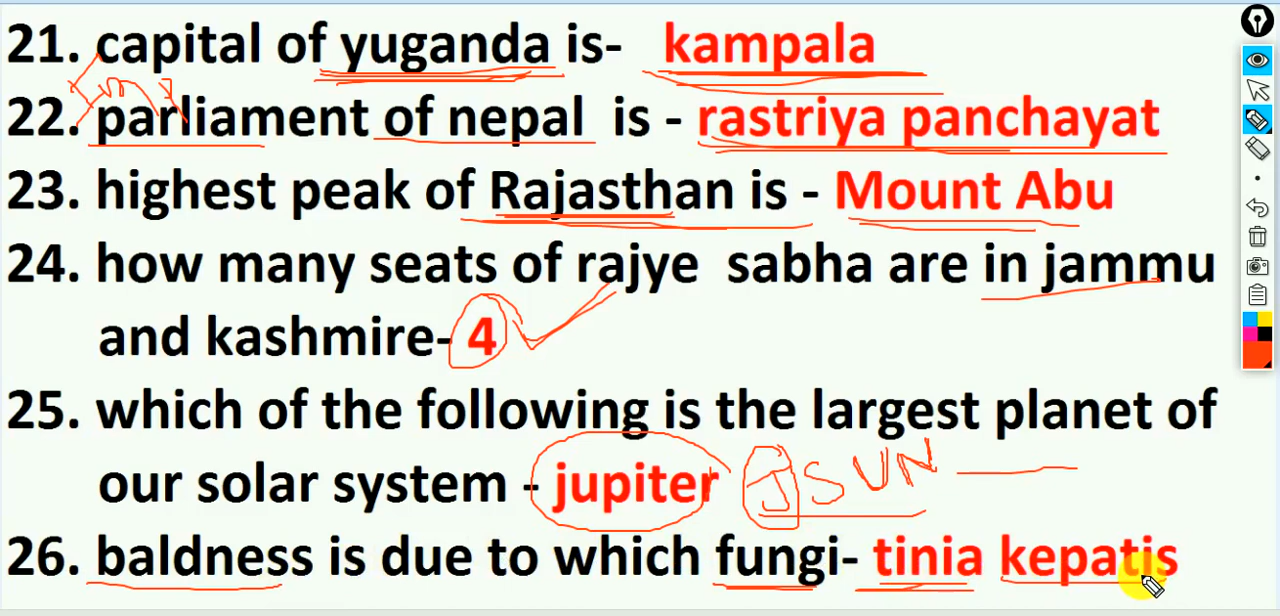 21. capital of yuganda is- kampala
22. parliament of nepal is - rastriya panchayat
23. highest peak of Rajasthan is - Mount Abu
24. how many seats of rajye sabha are in jammu
and kashmire- 4
25. which of the following is the largest planet of
our solar system - jupiter JSUN
26. baldness is due to which fungi- tinia kepatis